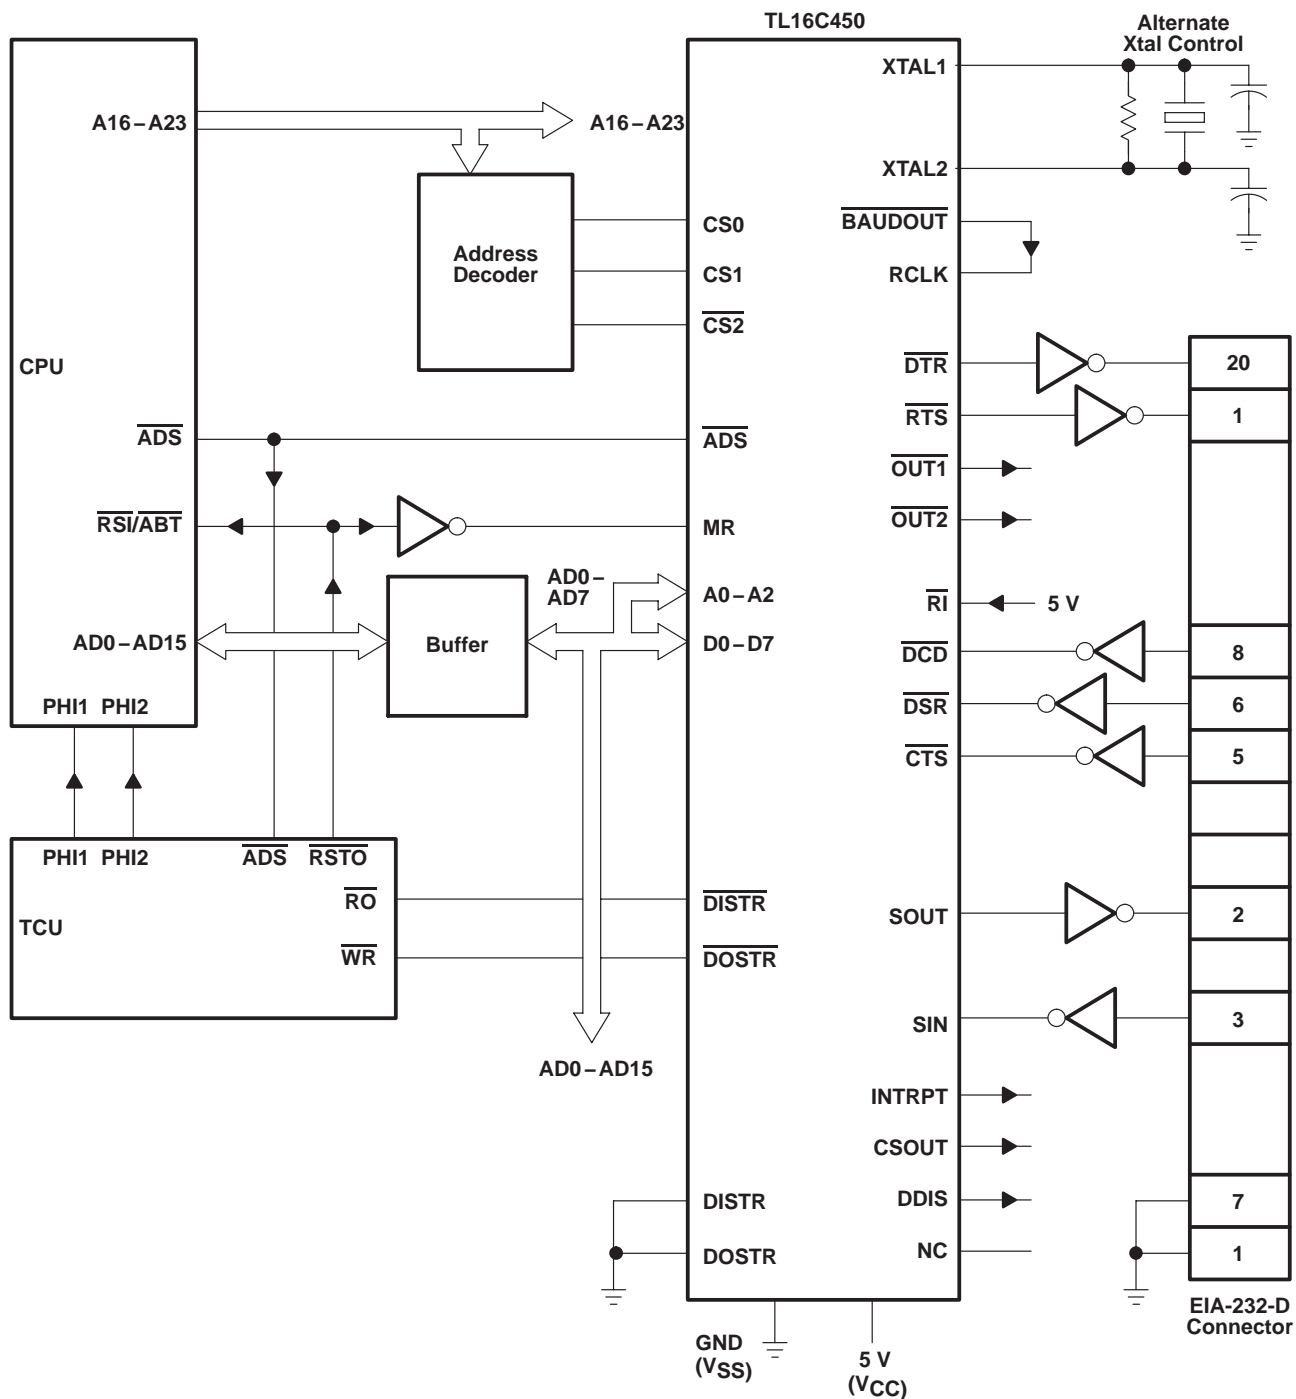 TL16C450
Alternate
Xtal Control
XTAL1
A16–A23
A16–A23
XTAL2
CS0
BAUDOUT
Address
Decoder
CS1
RCLK
CS2
CPU
DTR
20
RTS
1
ADS
ADS
OUT1
RSI/ABT
MR
OUT2
AD0–
AD7
A0–A2
RI
5 V
AD0–AD15
Buffer
D0–D7
DCD
8
PHI1 PHI2
DSR
6
CTS
5
PHI1 PHI2
ADS
RSTO
RO
DISTR
SOUT
2
TCU
WR
DOSTR
SIN
3
AD0–AD15
INTRPT
CSOUT
DISTR
DDIS
7
DOSTR
NC
1
EIA-232-D
Connector
GND
(VSS)
5 V
(VCC)